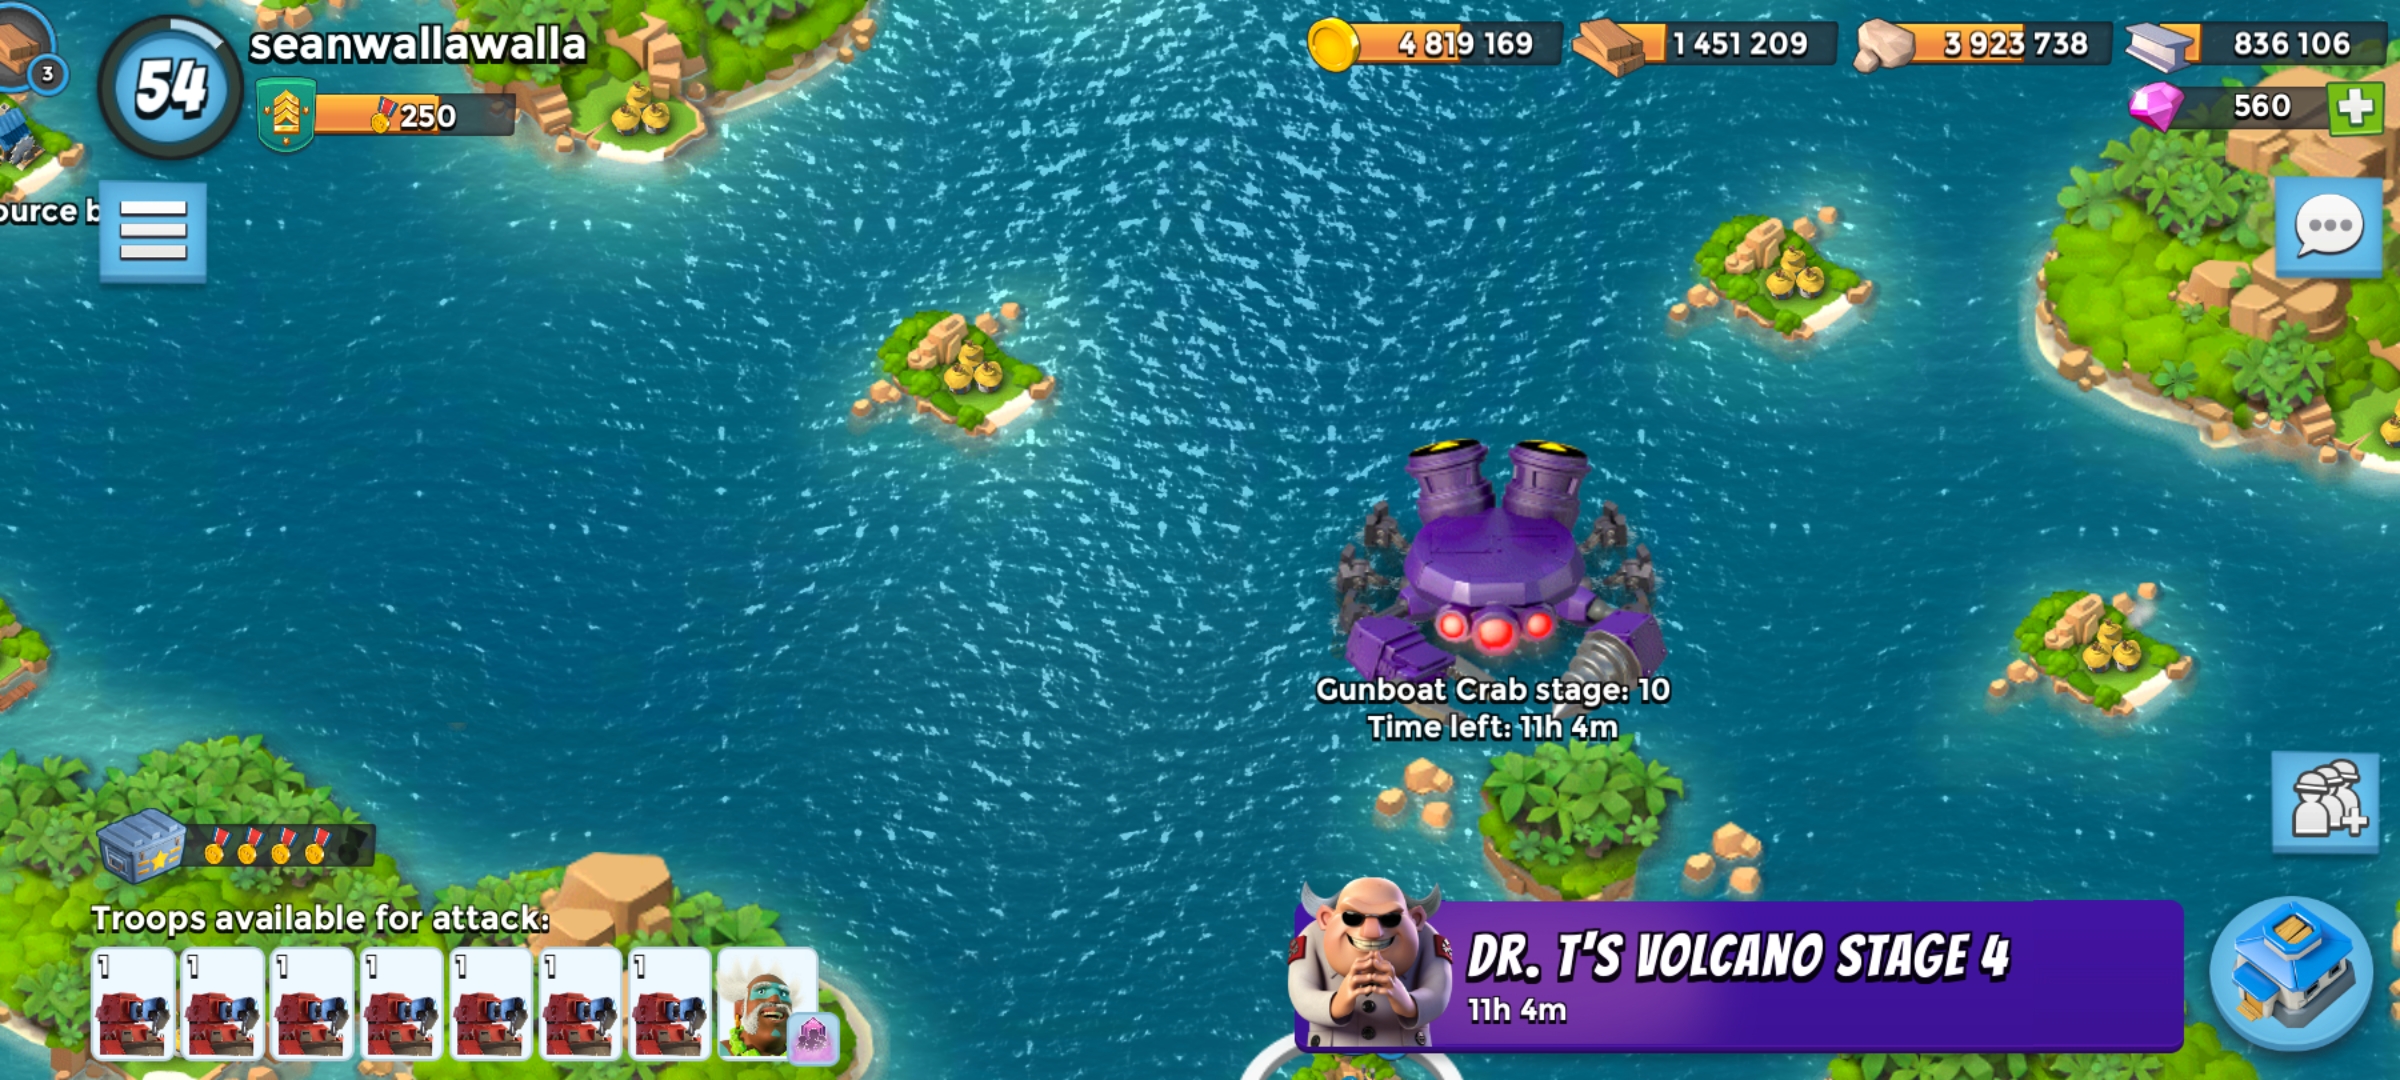 3
54
seanwallawalla
250
4 819 169
1 451 209
3 923 738
836 106
560
ource b
Gunboat Crab stage: 10
Time left: 11h 4m
Troops available for attack:
1 1 1 1 1 1 1
DR. T'S VOLCANO STAGE 4
11h 4m